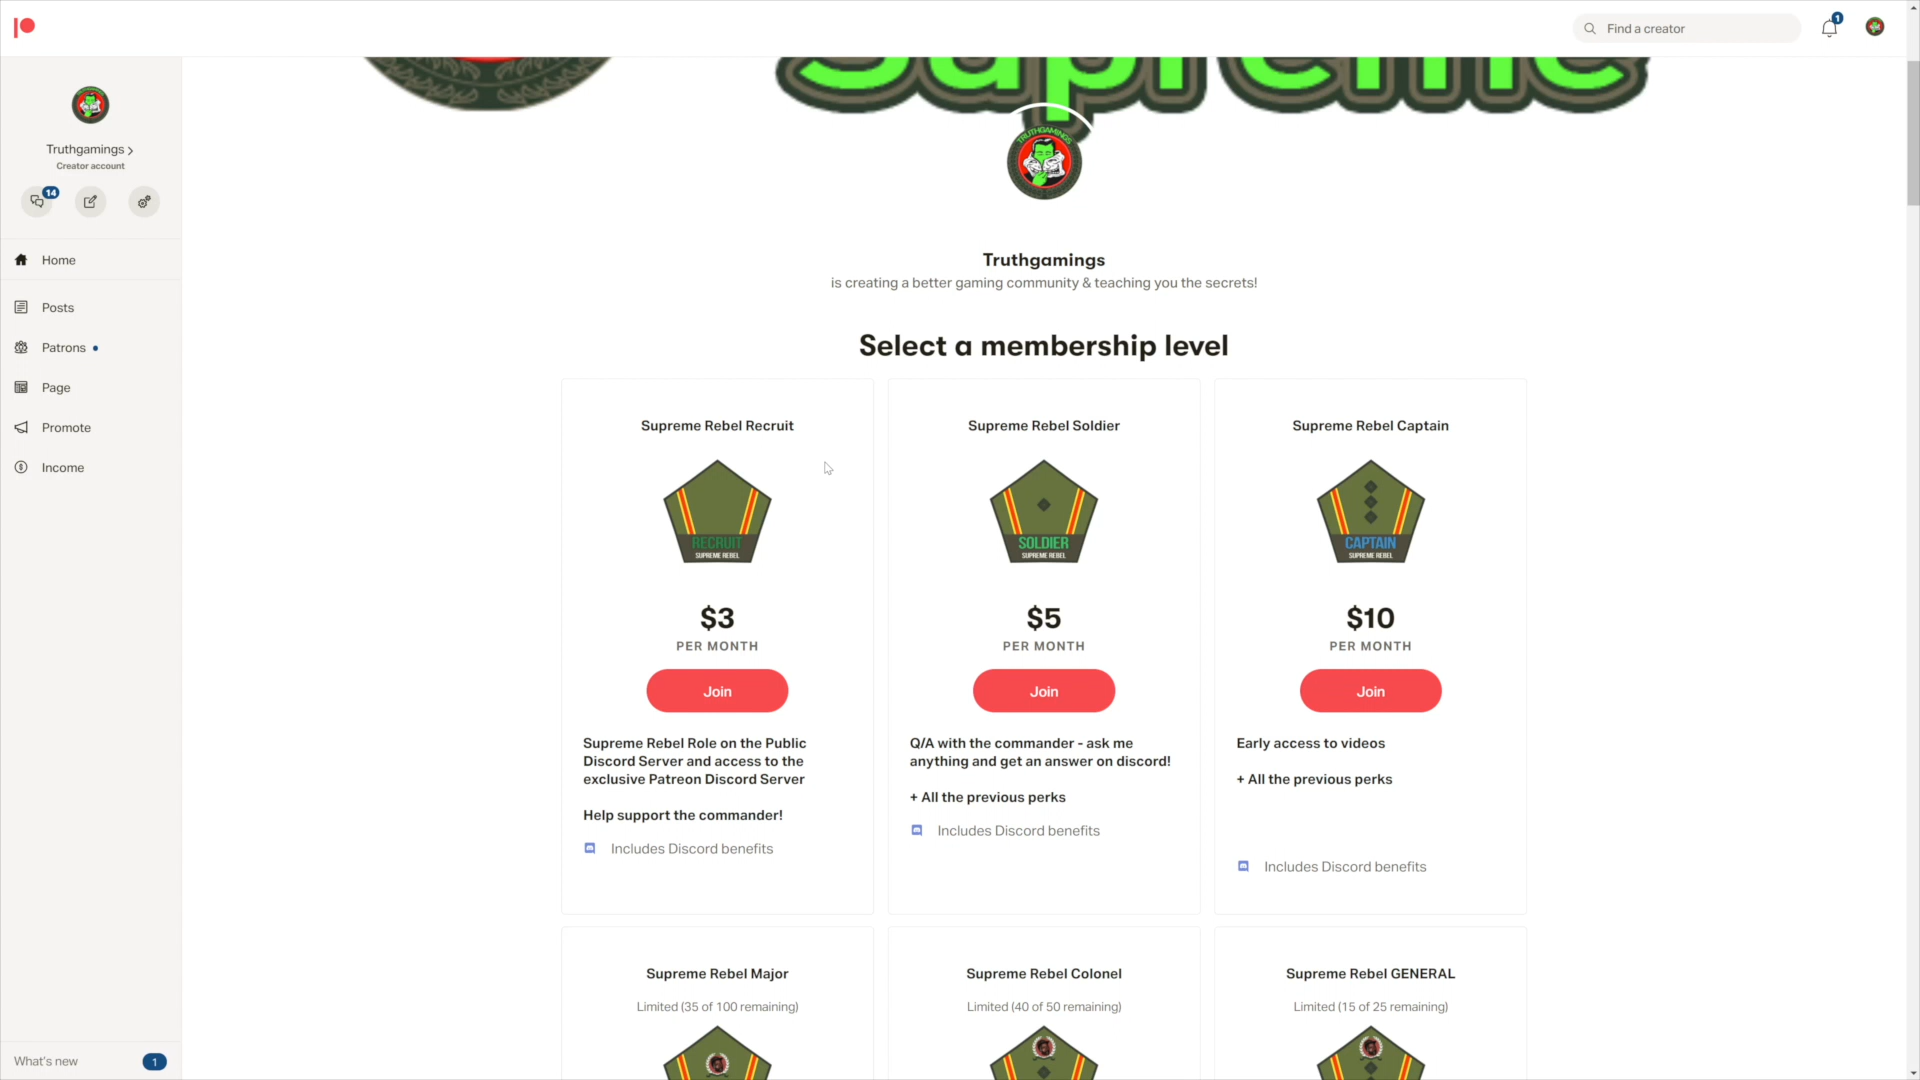 Find a creator
1
Supreme
TRUTHGAMINGS
Truthgamings
Creator account
14
Home
Posts
Patrons
Page
Promote
Income
What's new
1
Truthgamings
is creating a better gaming community & teaching you the secrets!
Select a membership level
Supreme Rebel Recruit
RECRUIT
SUPREME REBEL
$3
PER MONTH
Join
Supreme Rebel Role on the Public
Discord Server and access to the
exclusive Patreon Discord Server
Help support the commander!
Includes Discord benefits
Supreme Rebel Soldier
SOLDIER
SUPREME REBEL
$5
PER MONTH
Join
Q/A with the commander - ask me
anything and get an answer on discord!
+ All the previous perks
Includes Discord benefits
Supreme Rebel Captain
CAPTAIN
SUPREME REBEL
$10
PER MONTH
Join
Early access to videos
+ All the previous perks
Includes Discord benefits
Supreme Rebel Major
Limited (35 of 100 remaining)
Supreme Rebel Colonel
Limited (40 of 50 remaining)
Supreme Rebel GENERAL
Limited (15 of 25 remaining)